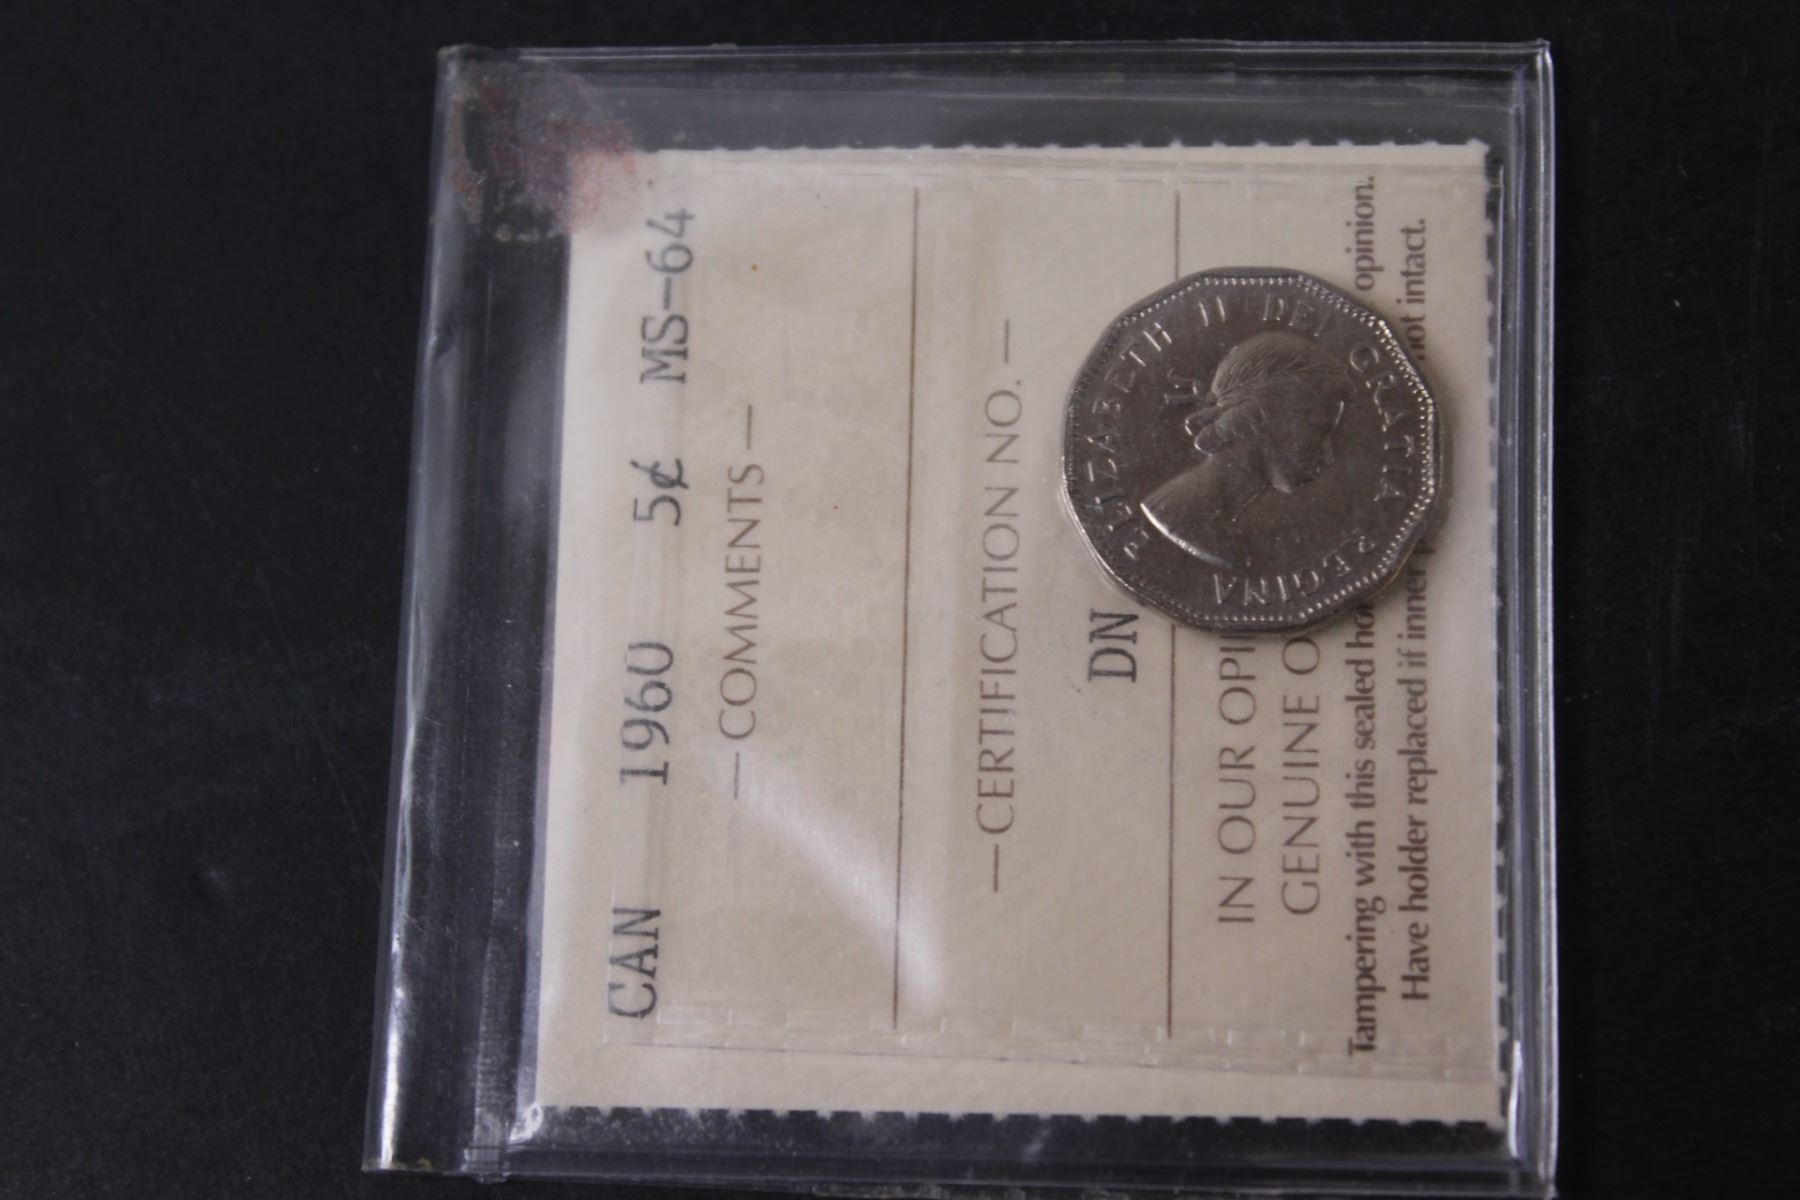 CAN 1960 5¢ MS-64
— COMMENTS —
— CERTIFICATION NO. —
DN
IN OUR OPI
GENUINE O
Tampering with this sealed ho opinion.
Have holder replaced if inner not intact.
ELIZABETH II DEI GRATIA REGINA